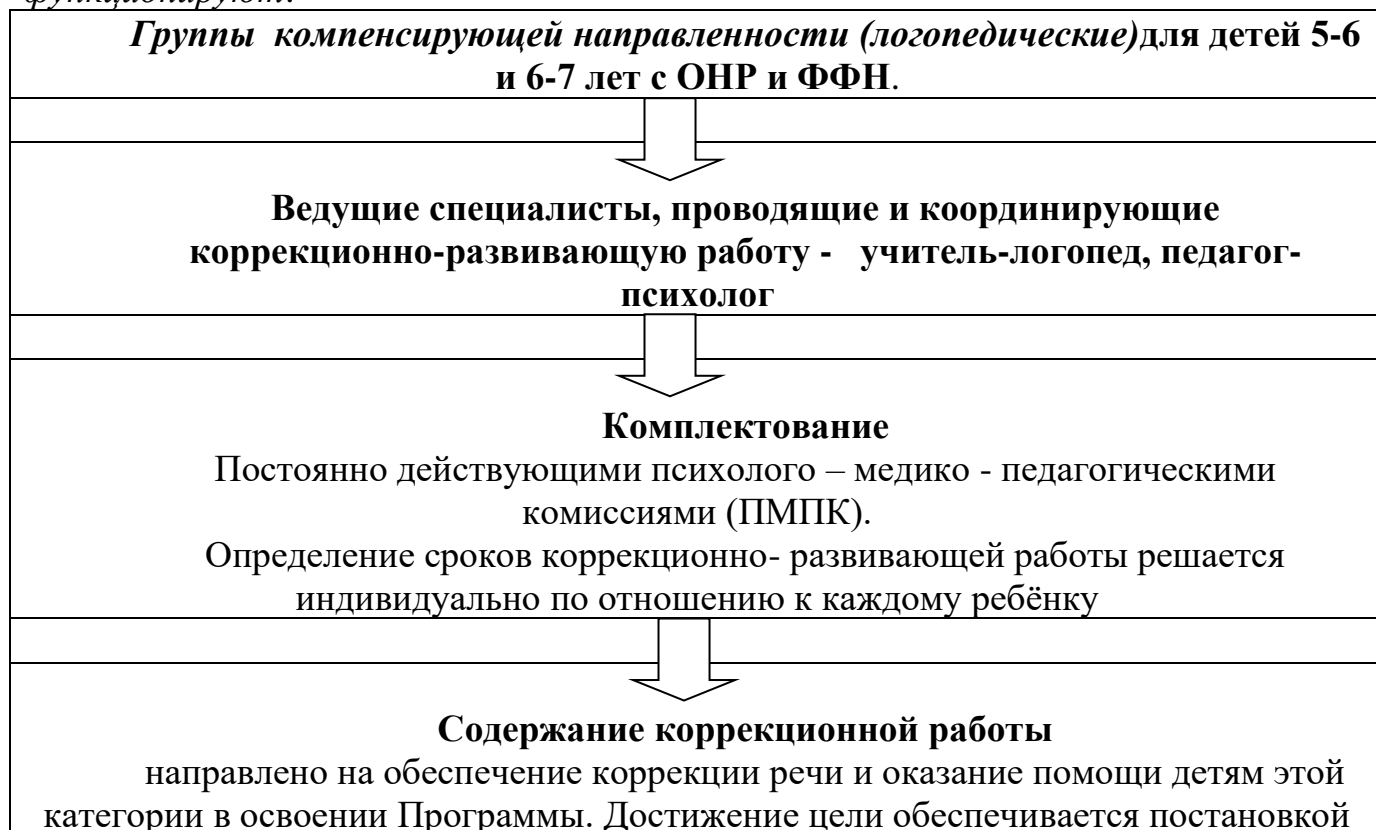 функционируют:
Группы компенсирующей направленности (логопедические)для детей 5-6
и 6-7 лет с ОНР и ФФН.
Ведущие специалисты, проводящие и координирующие
коррекционно-развивающую работу - учитель-логопед, педагог-
психолог
Комплектование
Постоянно действующими психолого – медико - педагогическими
комиссиями (ПМПК).
Определение сроков коррекционно- развивающей работы решается
индивидуально по отношению к каждому ребёнку
Содержание коррекционной работы
направлено на обеспечение коррекции речи и оказание помощи детям этой
категории в освоении Программы. Достижение цели обеспечивается постановкой